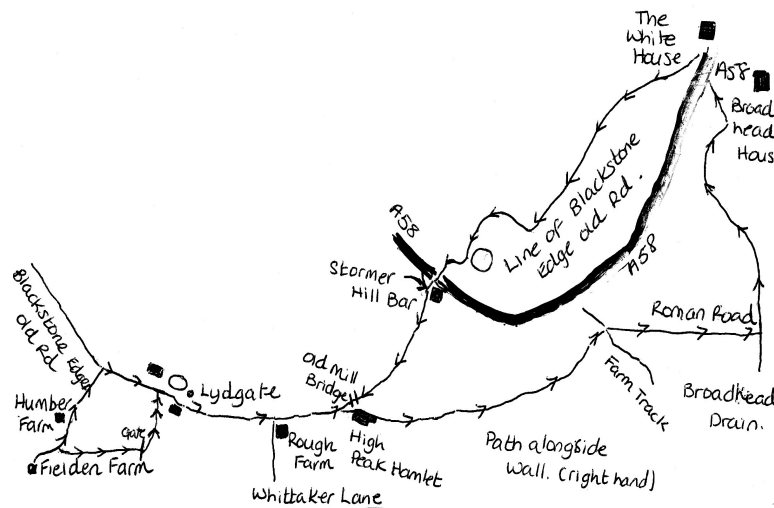 The
White
House
A58
Broad
head
Hous
Line of Blackstone
Edge Old Rd.
A58
A58
Stormer
Hill Bar
Roman Road
Blackstone Edge
Old Rd
Old Mill
Bridge
Lydgate
Farm Track
Broadhead
Drain.
Humber
Farm
Gate
Fielden Farm
Rough
Farm
High
Peak Hamlet
Path alongside
Wall. (right hand)
Whittaker Lane